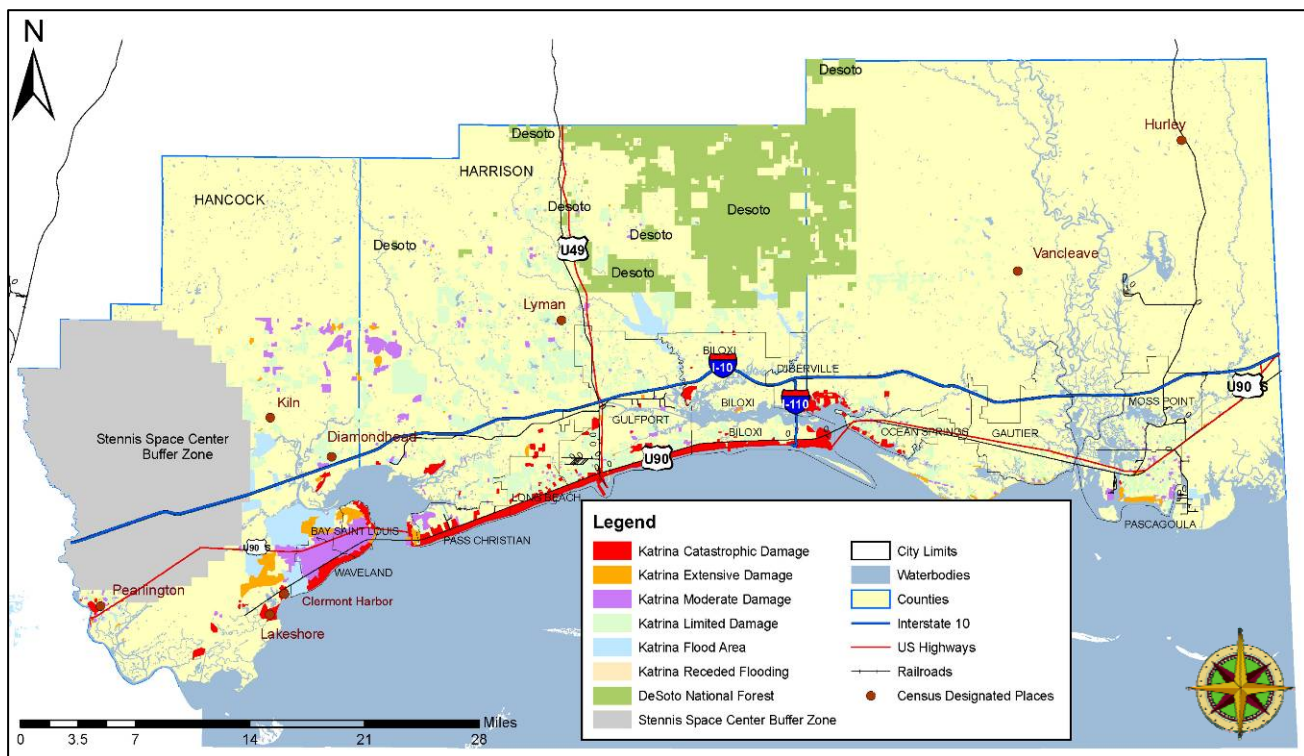 N
Desoto
Hurley
Desoto
HARRISON
HANCOCK
Desoto
Desoto
Desoto
Desoto
U49
Desoto
Vancleave
Lyman
BILOXI
I-10
D'IBERVILLE
U90 S
Kiln
I-110
BILOXI
MOSS POINT
GULFPORT
Stennis Space Center
Buffer Zone
Diamondhead
BILOXI
OCEAN SPRINGS
GAUTIER
U90
LONG BEACH
PASCAGOULA
BAY SAINT LOUIS
PASS CHRISTIAN
U90 S
WAVELAND
Pearlington
Clermont Harbor
Lakeshore
Legend
Katrina Catastrophic Damage
Katrina Extensive Damage
Katrina Moderate Damage
Katrina Limited Damage
Katrina Flood Area
Katrina Receded Flooding
DeSoto National Forest
Stennis Space Center Buffer Zone
City Limits
Waterbodies
Counties
Interstate 10
US Highways
Railroads
Census Designated Places
Miles
0 3.5 7 14 21 28